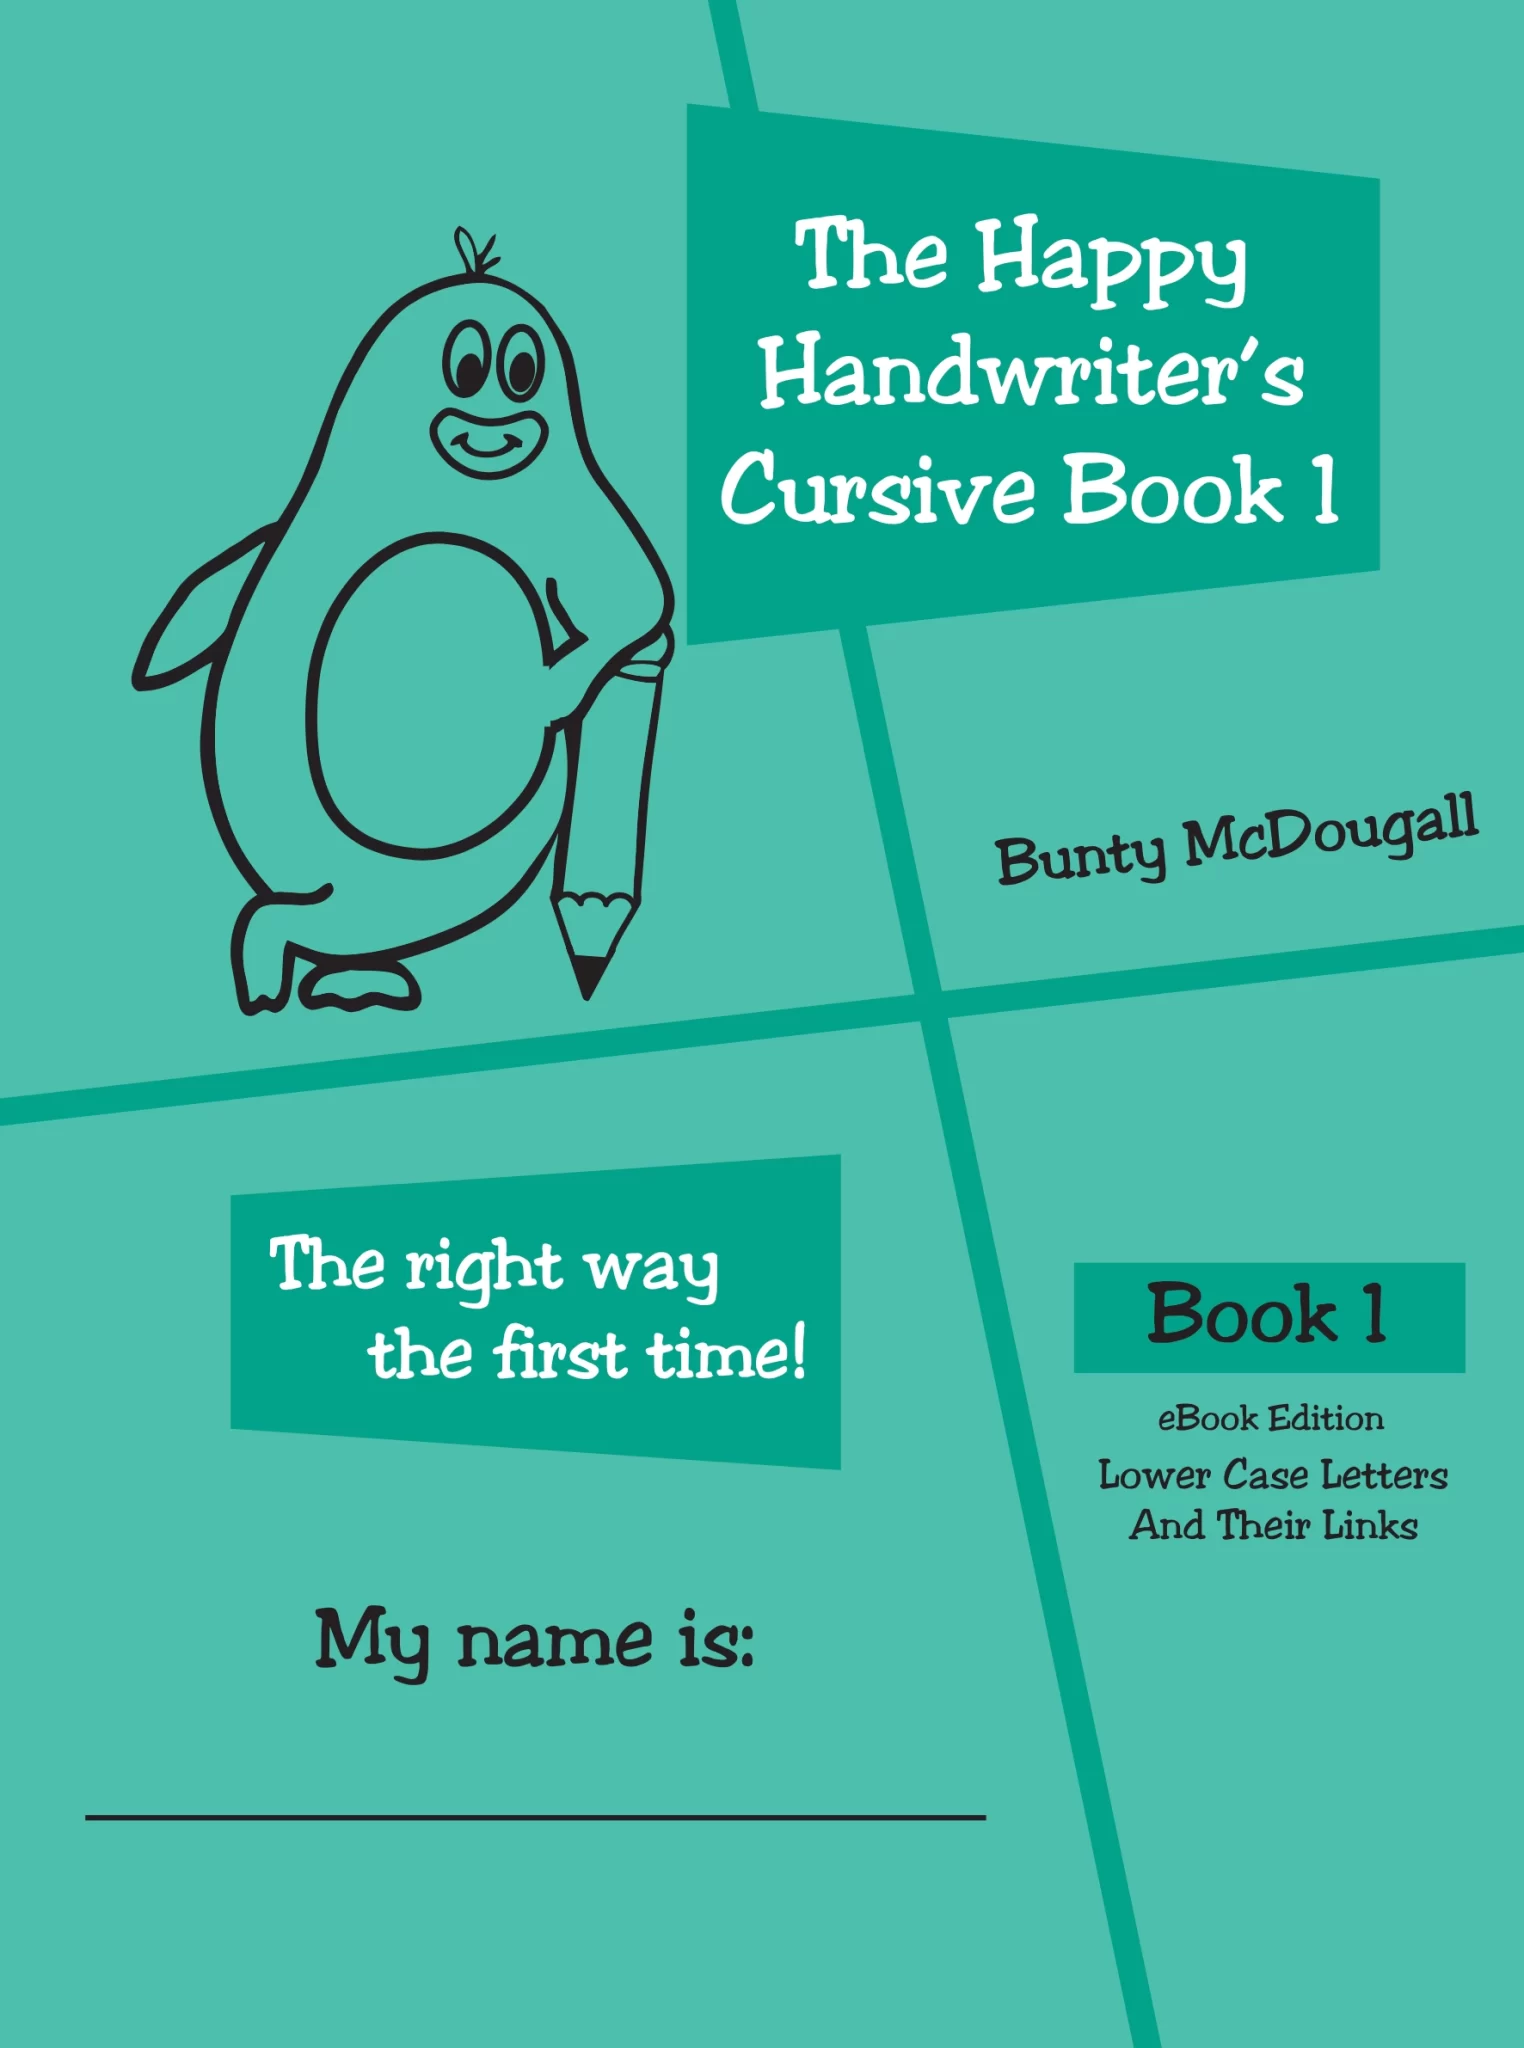 The Happy
Handwriter's
Cursive Book 1
Bunty McDougall
The right way
the first time!
Book 1
eBook Edition
Lower Case Letters
And Their Links
My name is: